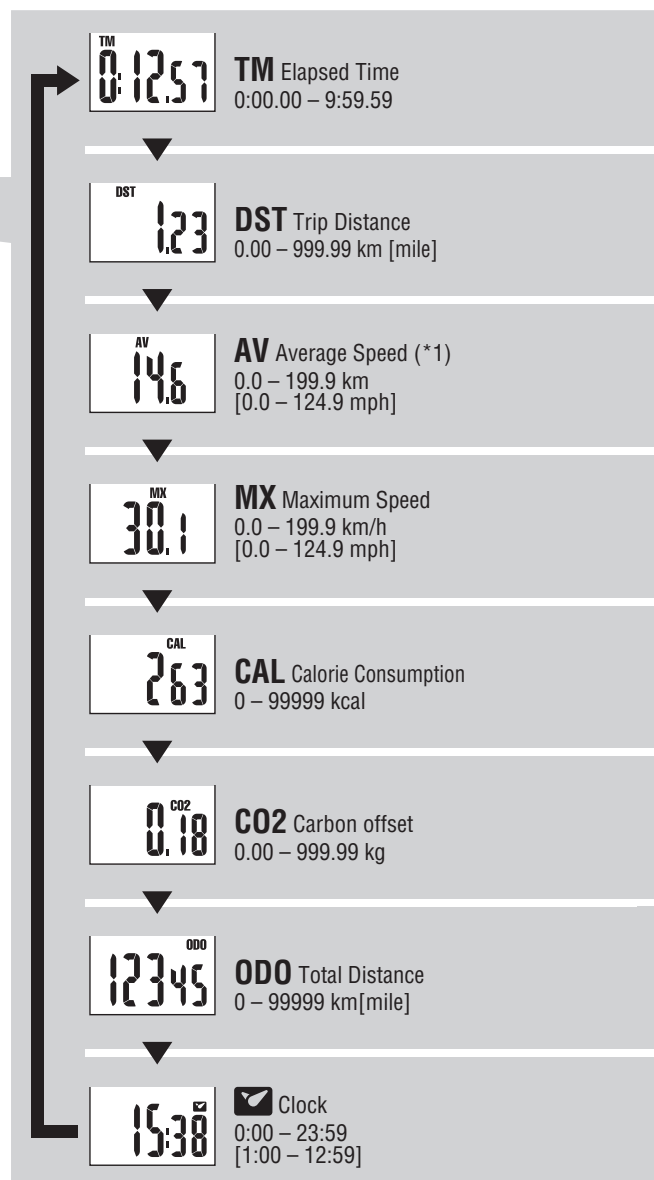 TM
0:12.57
TM Elapsed Time
0:00.00 – 9:59.59
DST
1.23
DST Trip Distance
0.00 – 999.99 km [mile]
AV
14.6
AV Average Speed (*1)
0.0 – 199.9 km
[0.0 – 124.9 mph]
MX
30.1
MX Maximum Speed
0.0 – 199.9 km/h
[0.0 – 124.9 mph]
CAL
263
CAL Calorie Consumption
0 – 99999 kcal
CO2
0.18
CO2 Carbon offset
0.00 – 999.99 kg
ODO
12345
ODO Total Distance
0 – 99999 km[mile]
15:38
Clock
0:00 – 23:59
[1:00 – 12:59]